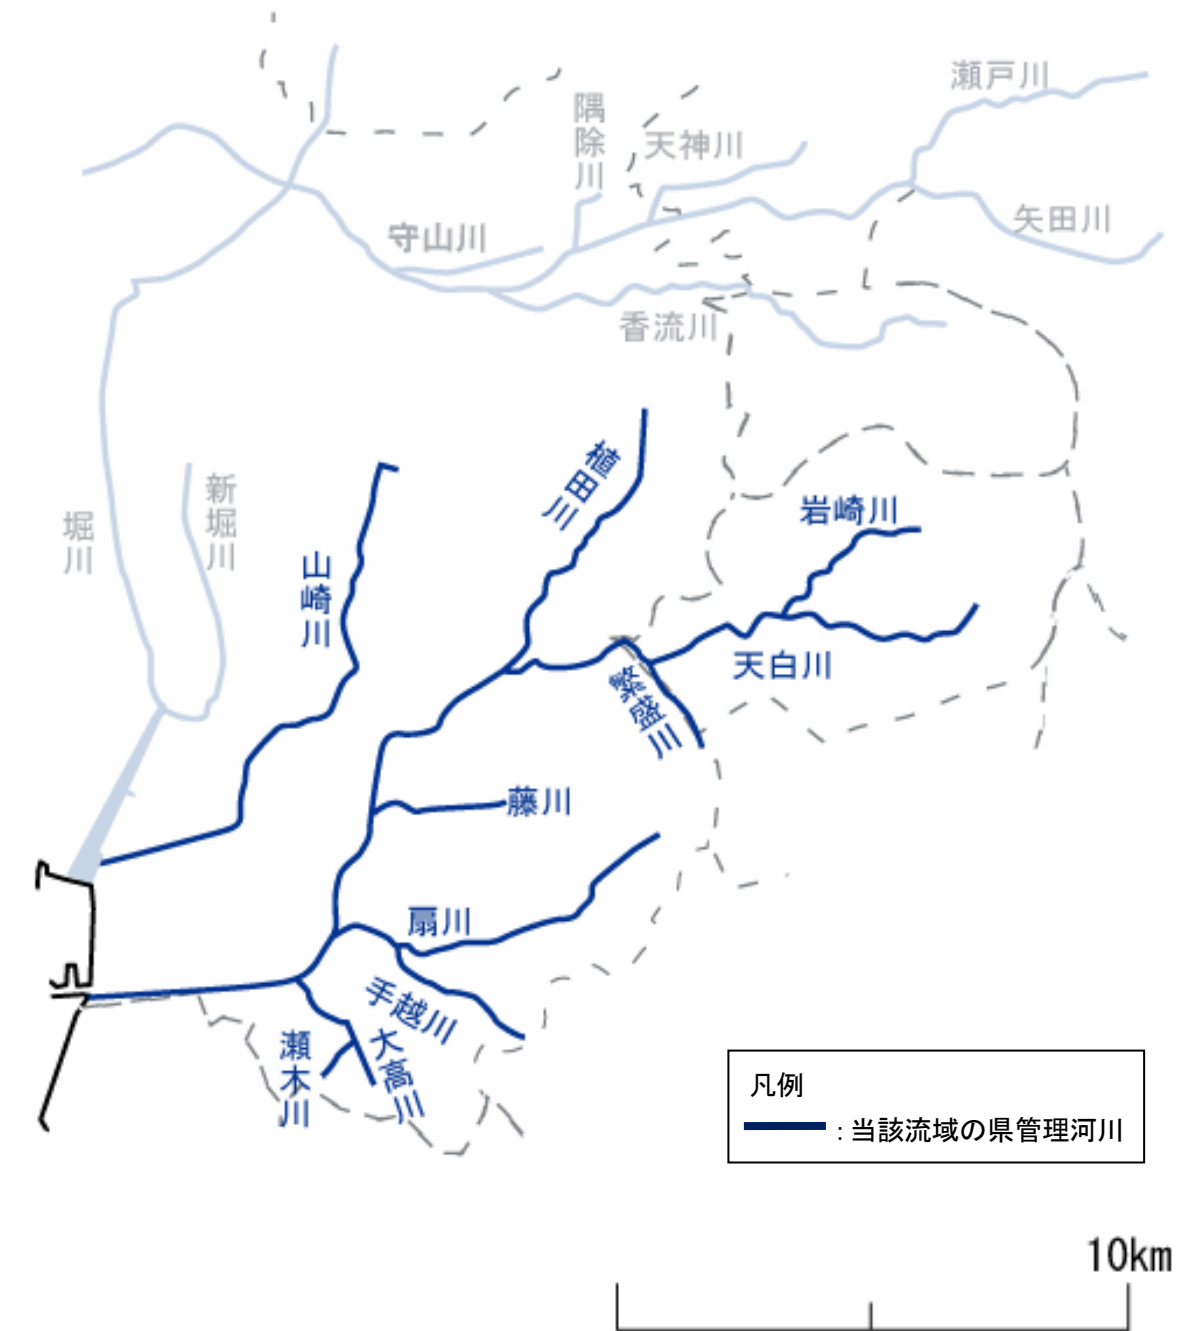 瀬戸川
隅除川
天神川
矢田川
守山川
香流川
植田川
新堀川
堀川
岩崎川
山崎川
天白川
繁盛川
藤川
扇川
手越川
瀬木川
大高川
凡例
：当該流域の県管理河川
10km